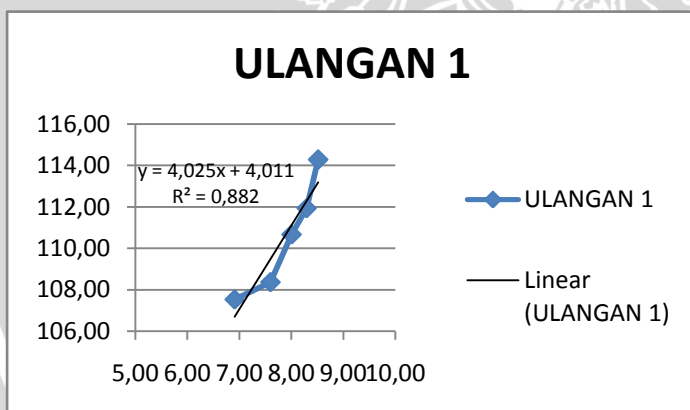 ULANGAN 1
116,00
114,00
112,00
110,00
108,00
106,00
y = 4,025x + 4,011
R² = 0,882
5,00 6,00 7,00 8,00 9,00 10,00
ULANGAN 1
Linear
(ULANGAN 1)